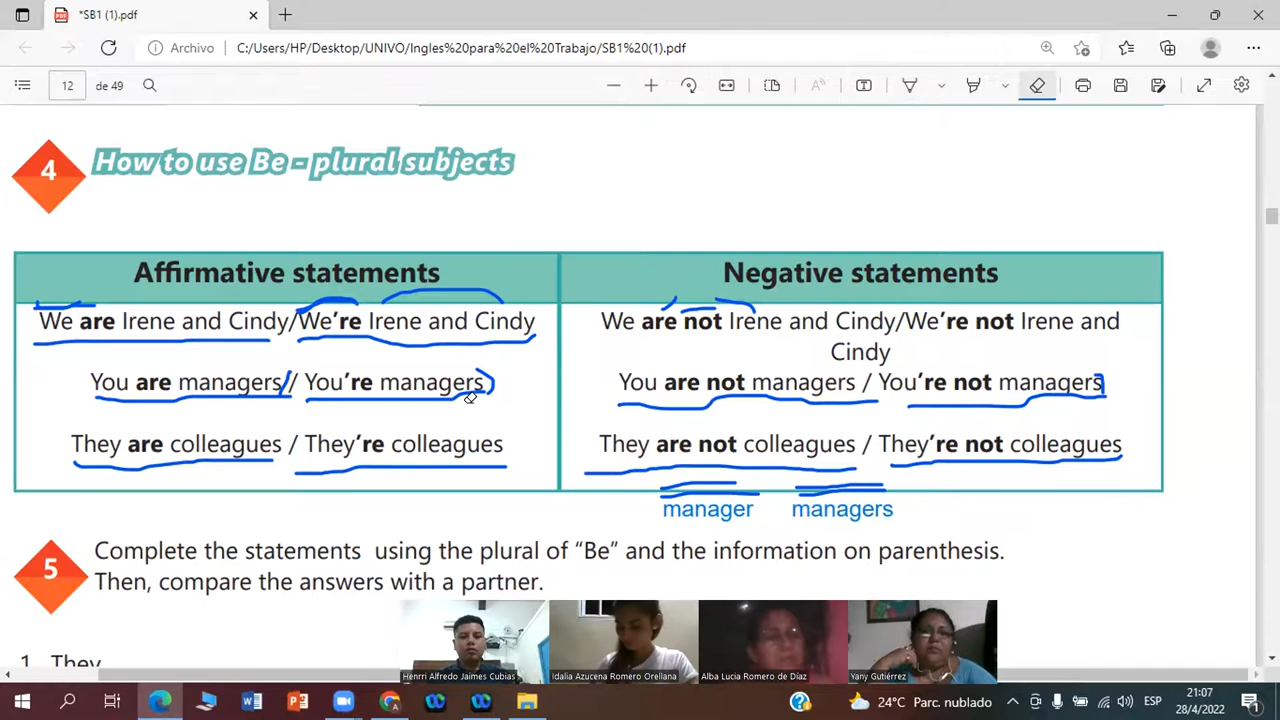 *SB1 (1).pdf
Archivo
C:/Users/HP/Desktop/UNIVO/Ingles%20para%20el%20Trabajo/SB1%20(1).pdf
12 de 49
4 How to use Be - plural subjects
Affirmative statements
Negative statements
We are Irene and Cindy/We're Irene and Cindy
We are not Irene and Cindy/We're not Irene and
Cindy
You are managers / You're managers
You are not managers / You're not managers
They are colleagues / They're colleagues
They are not colleagues / They're not colleagues
manager managers
5 Complete the statements using the plural of “Be” and the information on parenthesis.
Then, compare the answers with a partner.
1. They
Henrri Alfredo Jaimes Cubias
Idalia Azucena Romero Orellana
Alba Lucia Romero de Díaz
Yany Gutiérrez
24°C Parc. nublado
ESP
21:07
28/4/2022